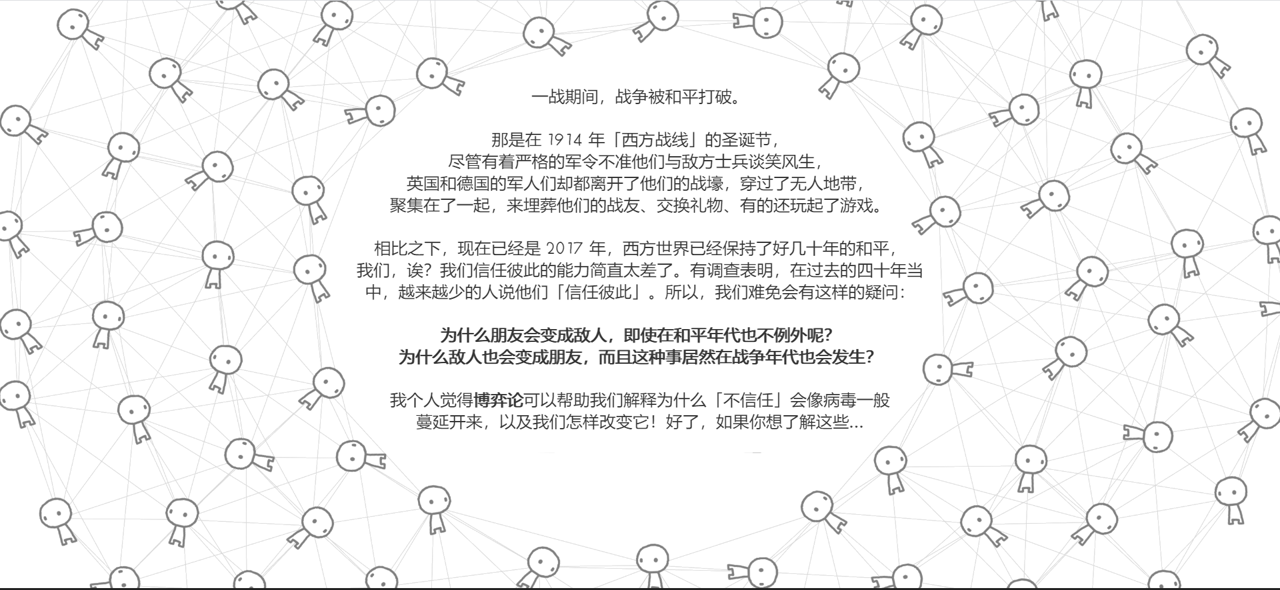 一战期间，战争被和平打破。
那是在 1914 年「西方战线」的圣诞节，
尽管有着严格的军令不准他们与敌方士兵谈笑风生，
英国和德国的军人们却都离开了他们的战壕，穿过了无人地带，
聚集在了一起，来埋葬他们的战友、交换礼物、有的还玩起了游戏。
相比之下，现在已经是 2017 年，西方世界已经保持了好几十年的和平，
我们，诶？我们信任彼此的能力简直太差了。有调查表明，在过去的四十年当
中，越来越少的人说他们「信任彼此」。所以，我们难免会有这样的疑问：
为什么朋友会变成敌人，即使在和平年代也不例外呢？
为什么敌人也会变成朋友，而且这种事居然在战争年代也会发生？
我个人觉得博弈论可以帮助我们解释为什么「不信任」会像病毒一般
蔓延开来，以及我们怎样改变它！好了，如果你想了解这些...